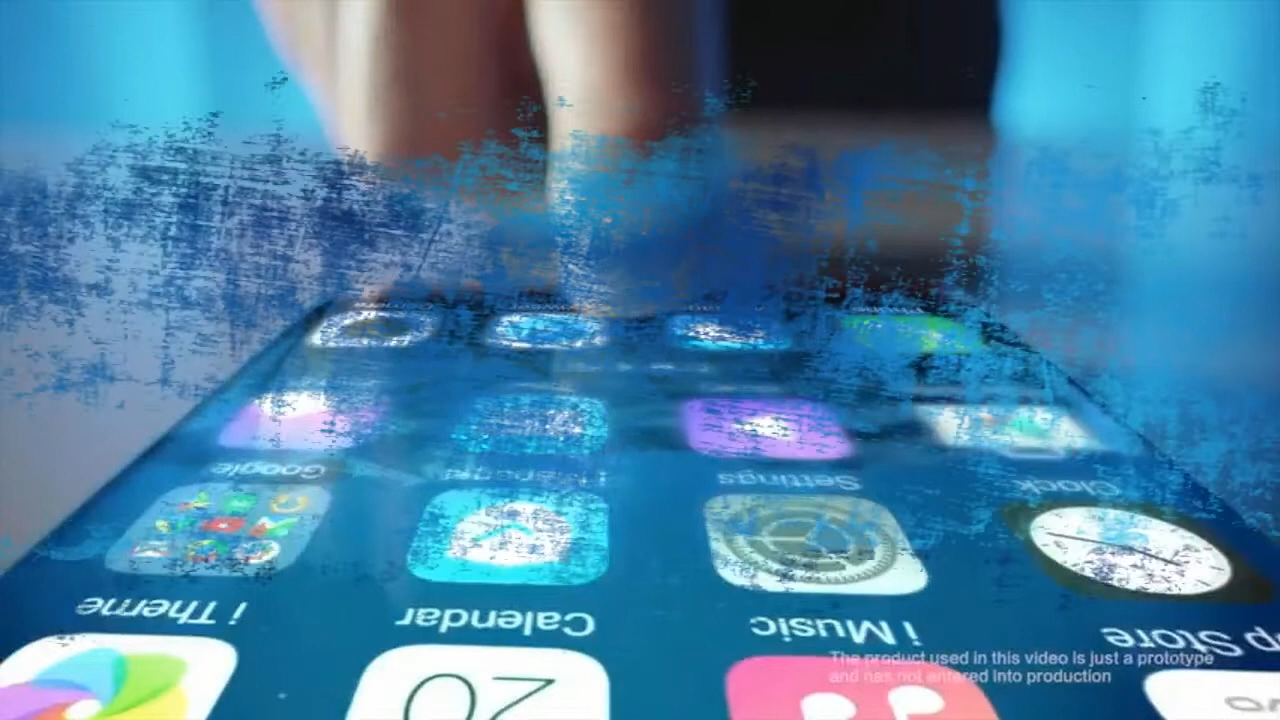 Google
Settings
Clock
i Theme
Calendar
i Music
p Store
20
The product used in this video is just a prototype
and has not entered into production